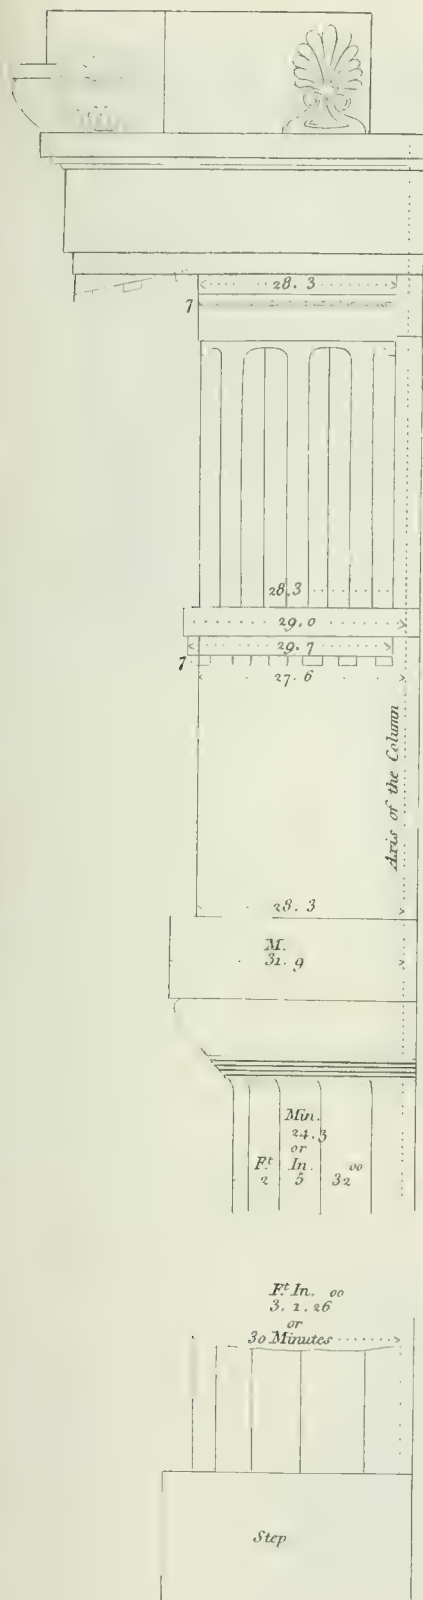 28. 3
7
28.3
29.0
29.7
7
27. 6
Axis of the Column
28. 3
M.
31. 9
Min.
24.3
or
Ft In. 00
2 5 32
Ft In. 00
3. 1. 26
or
30 Minutes
Step